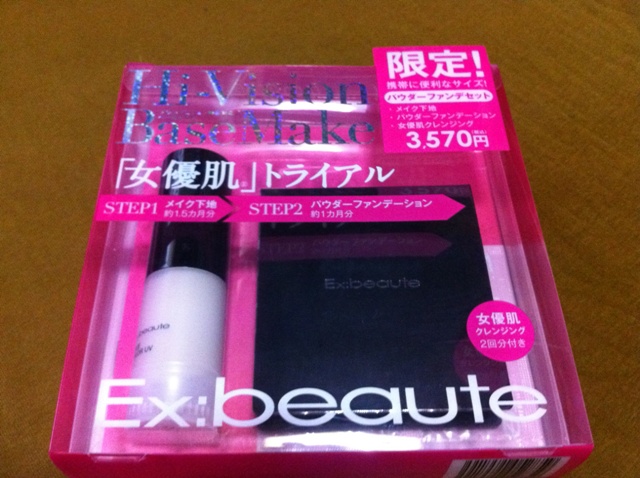 Hi-Vision
BaseMake
限定!
携帯に便利なサイズ!
パウダーファンデセット
・メイク下地
・パウダーファンデーション
・女優肌クレンジング
3,570円
(税込)
「女優肌®」トライアル
STEP1 メイク下地
約1.5カ月分
STEP2 パウダーファンデーション
約1カ月分
Ex:beaute
beaute
UV
女優肌
クレンジング
2回分付き
Ex:beaute